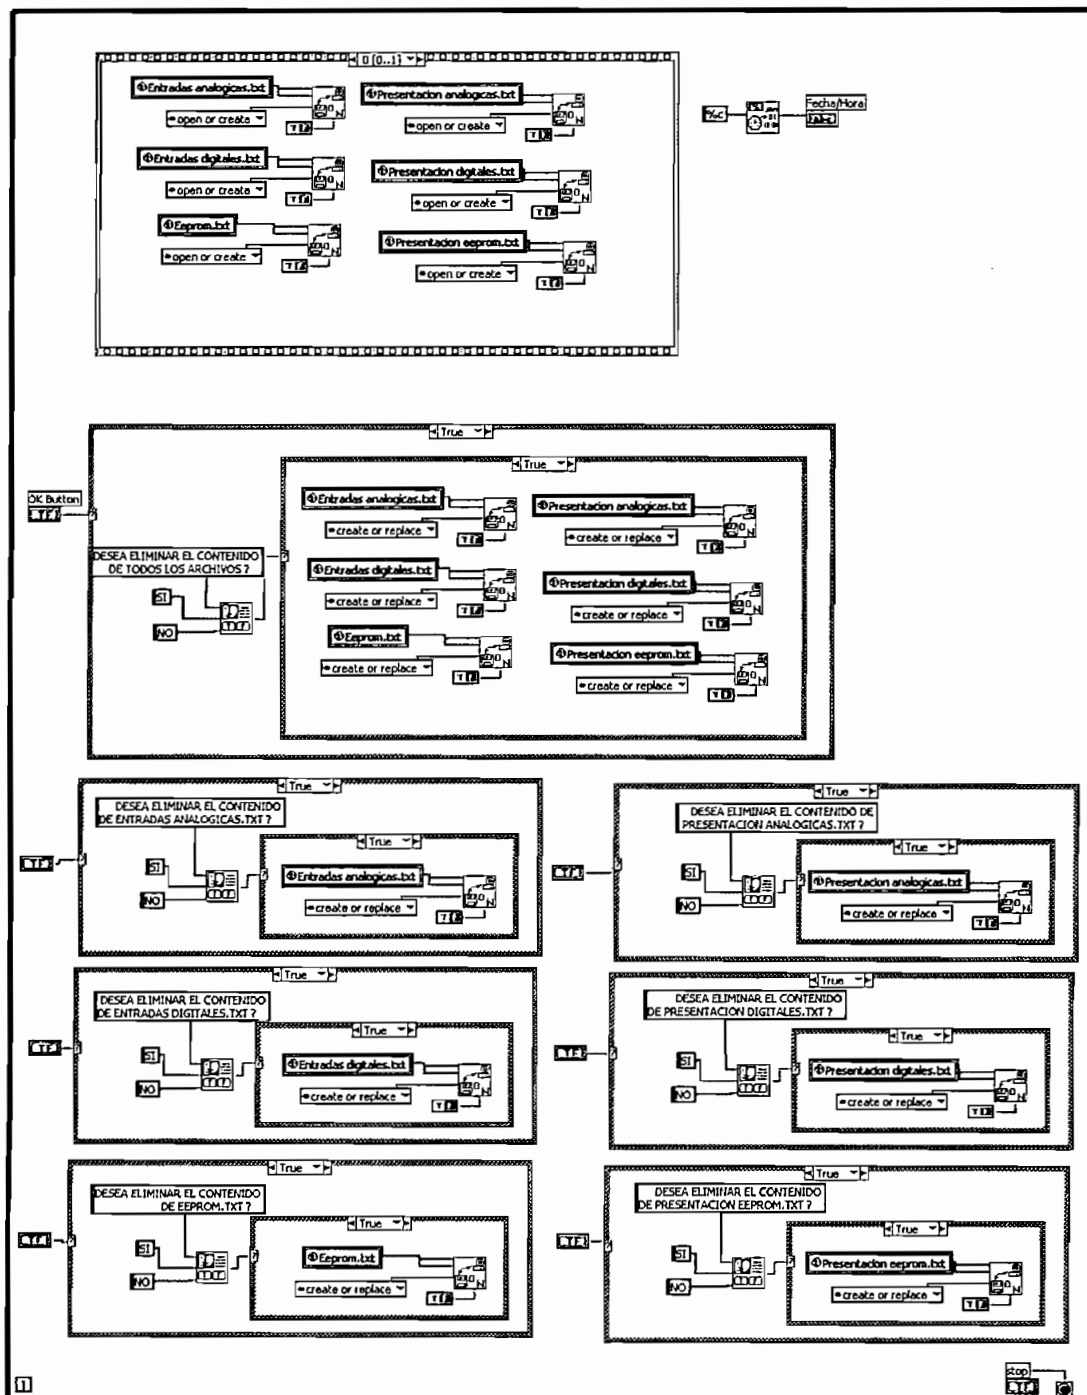 0 [0..1]
Entradas analogicas.txt
open or create
Presentacion analogicas.txt
open or create
Entradas digitales.txt
open or create
Presentacion digitales.txt
open or create
Eeprom.txt
open or create
Presentacion eeprom.txt
open or create
%c
Fecha/Hora
abc
True
OK Button
TF
DESEA ELIMINAR EL CONTENIDO
DE TODOS LOS ARCHIVOS ?
SI
NO
True
Entradas analogicas.txt
create or replace
Presentacion analogicas.txt
create or replace
Entradas digitales.txt
create or replace
Presentacion digitales.txt
create or replace
Eeprom.txt
create or replace
Presentacion eeprom.txt
create or replace
True
DESEA ELIMINAR EL CONTENIDO
DE ENTRADAS ANALOGICAS.TXT ?
TF
SI
NO
True
Entradas analogicas.txt
create or replace
True
DESEA ELIMINAR EL CONTENIDO DE
PRESENTACION ANALOGICAS.TXT ?
TF
SI
NO
True
Presentacion analogicas.txt
create or replace
True
DESEA ELIMINAR EL CONTENIDO
DE ENTRADAS DIGITALES.TXT ?
TF
SI
NO
True
Entradas digitales.txt
create or replace
True
DESEA ELIMINAR EL CONTENIDO
DE PRESENTACION DIGITALES.TXT ?
TF
SI
NO
True
Presentacion digitales.txt
create or replace
True
DESEA ELIMINAR EL CONTENIDO
DE EEPROM.TXT ?
TF
SI
NO
True
Eeprom.txt
create or replace
True
DESEA ELIMINAR EL CONTENIDO
DE PRESENTACION EEPROM.TXT ?
TF
SI
NO
True
Presentacion eeprom.txt
create or replace
i
stop
TF